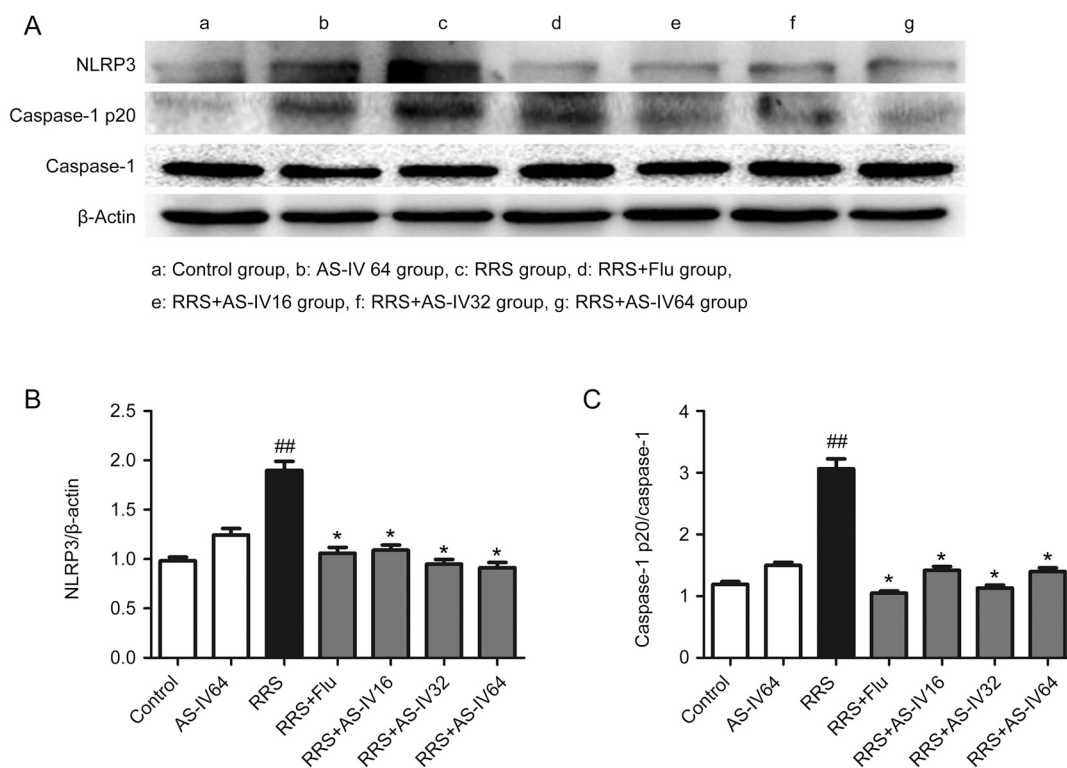 A
a b c d e f g
NLRP3
Caspase-1 p20
Caspase-1
β-Actin
a: Control group, b: AS-IV 64 group, c: RRS group, d: RRS+Flu group,
e: RRS+AS-IV16 group, f: RRS+AS-IV32 group, g: RRS+AS-IV64 group
B
NLRP3/β-actin
2.5
2.0
1.5
1.0
0.5
0.0
##
* * * *
Control
AS-IV64
RRS
RRS+Flu
RRS+AS-IV16
RRS+AS-IV32
RRS+AS-IV64
C
Caspase-1 p20/caspase-1
4
3
2
1
0
##
* * * *
Control
AS-IV64
RRS
RRS+Flu
RRS+AS-IV16
RRS+AS-IV32
RRS+AS-IV64